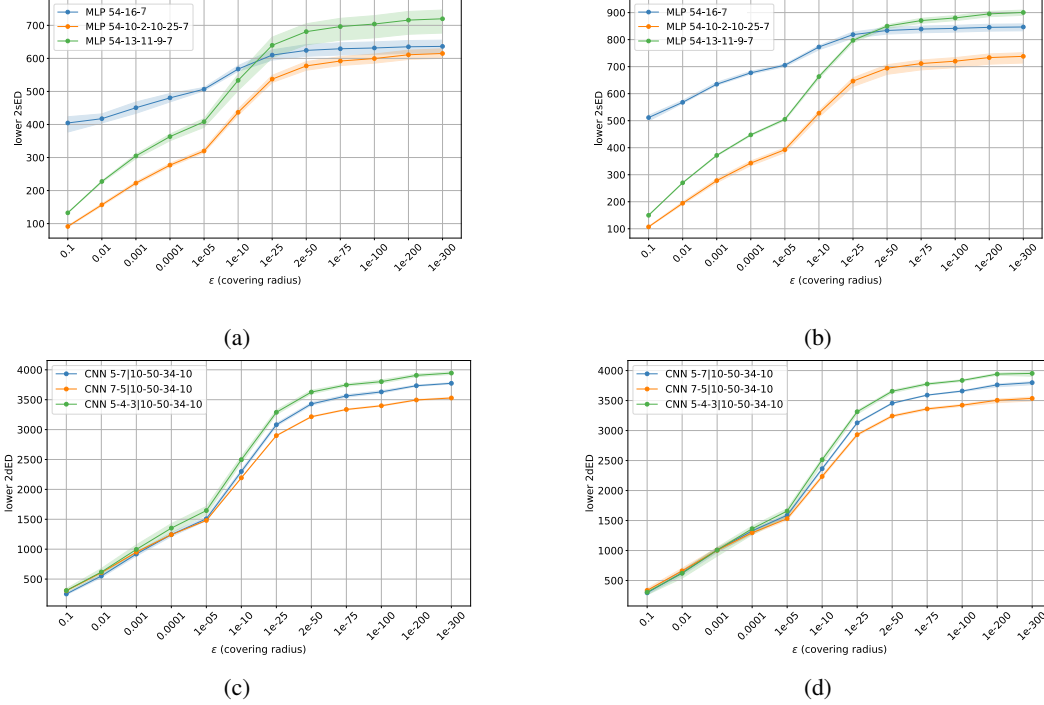 MLP 54-16-7
MLP 54-10-2-10-25-7
MLP 54-13-11-9-7
700
600
500
400
300
200
100
lower 2sED
0.1 0.01 0.001 0.0001 1e-05 1e-10 1e-25 2e-50 1e-75 1e-100 1e-200 1e-300
ε (covering radius)
(a)
MLP 54-16-7
MLP 54-10-2-10-25-7
MLP 54-13-11-9-7
900
800
700
600
500
400
300
200
100
lower 2sED
0.1 0.01 0.001 0.0001 1e-05 1e-10 1e-25 2e-50 1e-75 1e-100 1e-200 1e-300
ε (covering radius)
(b)
CNN 5-7|10-50-34-10
CNN 7-5|10-50-34-10
CNN 5-4-3|10-50-34-10
4000
3500
3000
2500
2000
1500
1000
500
lower 2dED
0.1 0.01 0.001 0.0001 1e-05 1e-10 1e-25 2e-50 1e-75 1e-100 1e-200 1e-300
ε (covering radius)
(c)
CNN 5-7|10-50-34-10
CNN 7-5|10-50-34-10
CNN 5-4-3|10-50-34-10
4000
3500
3000
2500
2000
1500
1000
500
lower 2dED
0.1 0.01 0.001 0.0001 1e-05 1e-10 1e-25 2e-50 1e-75 1e-100 1e-200 1e-300
ε (covering radius)
(d)